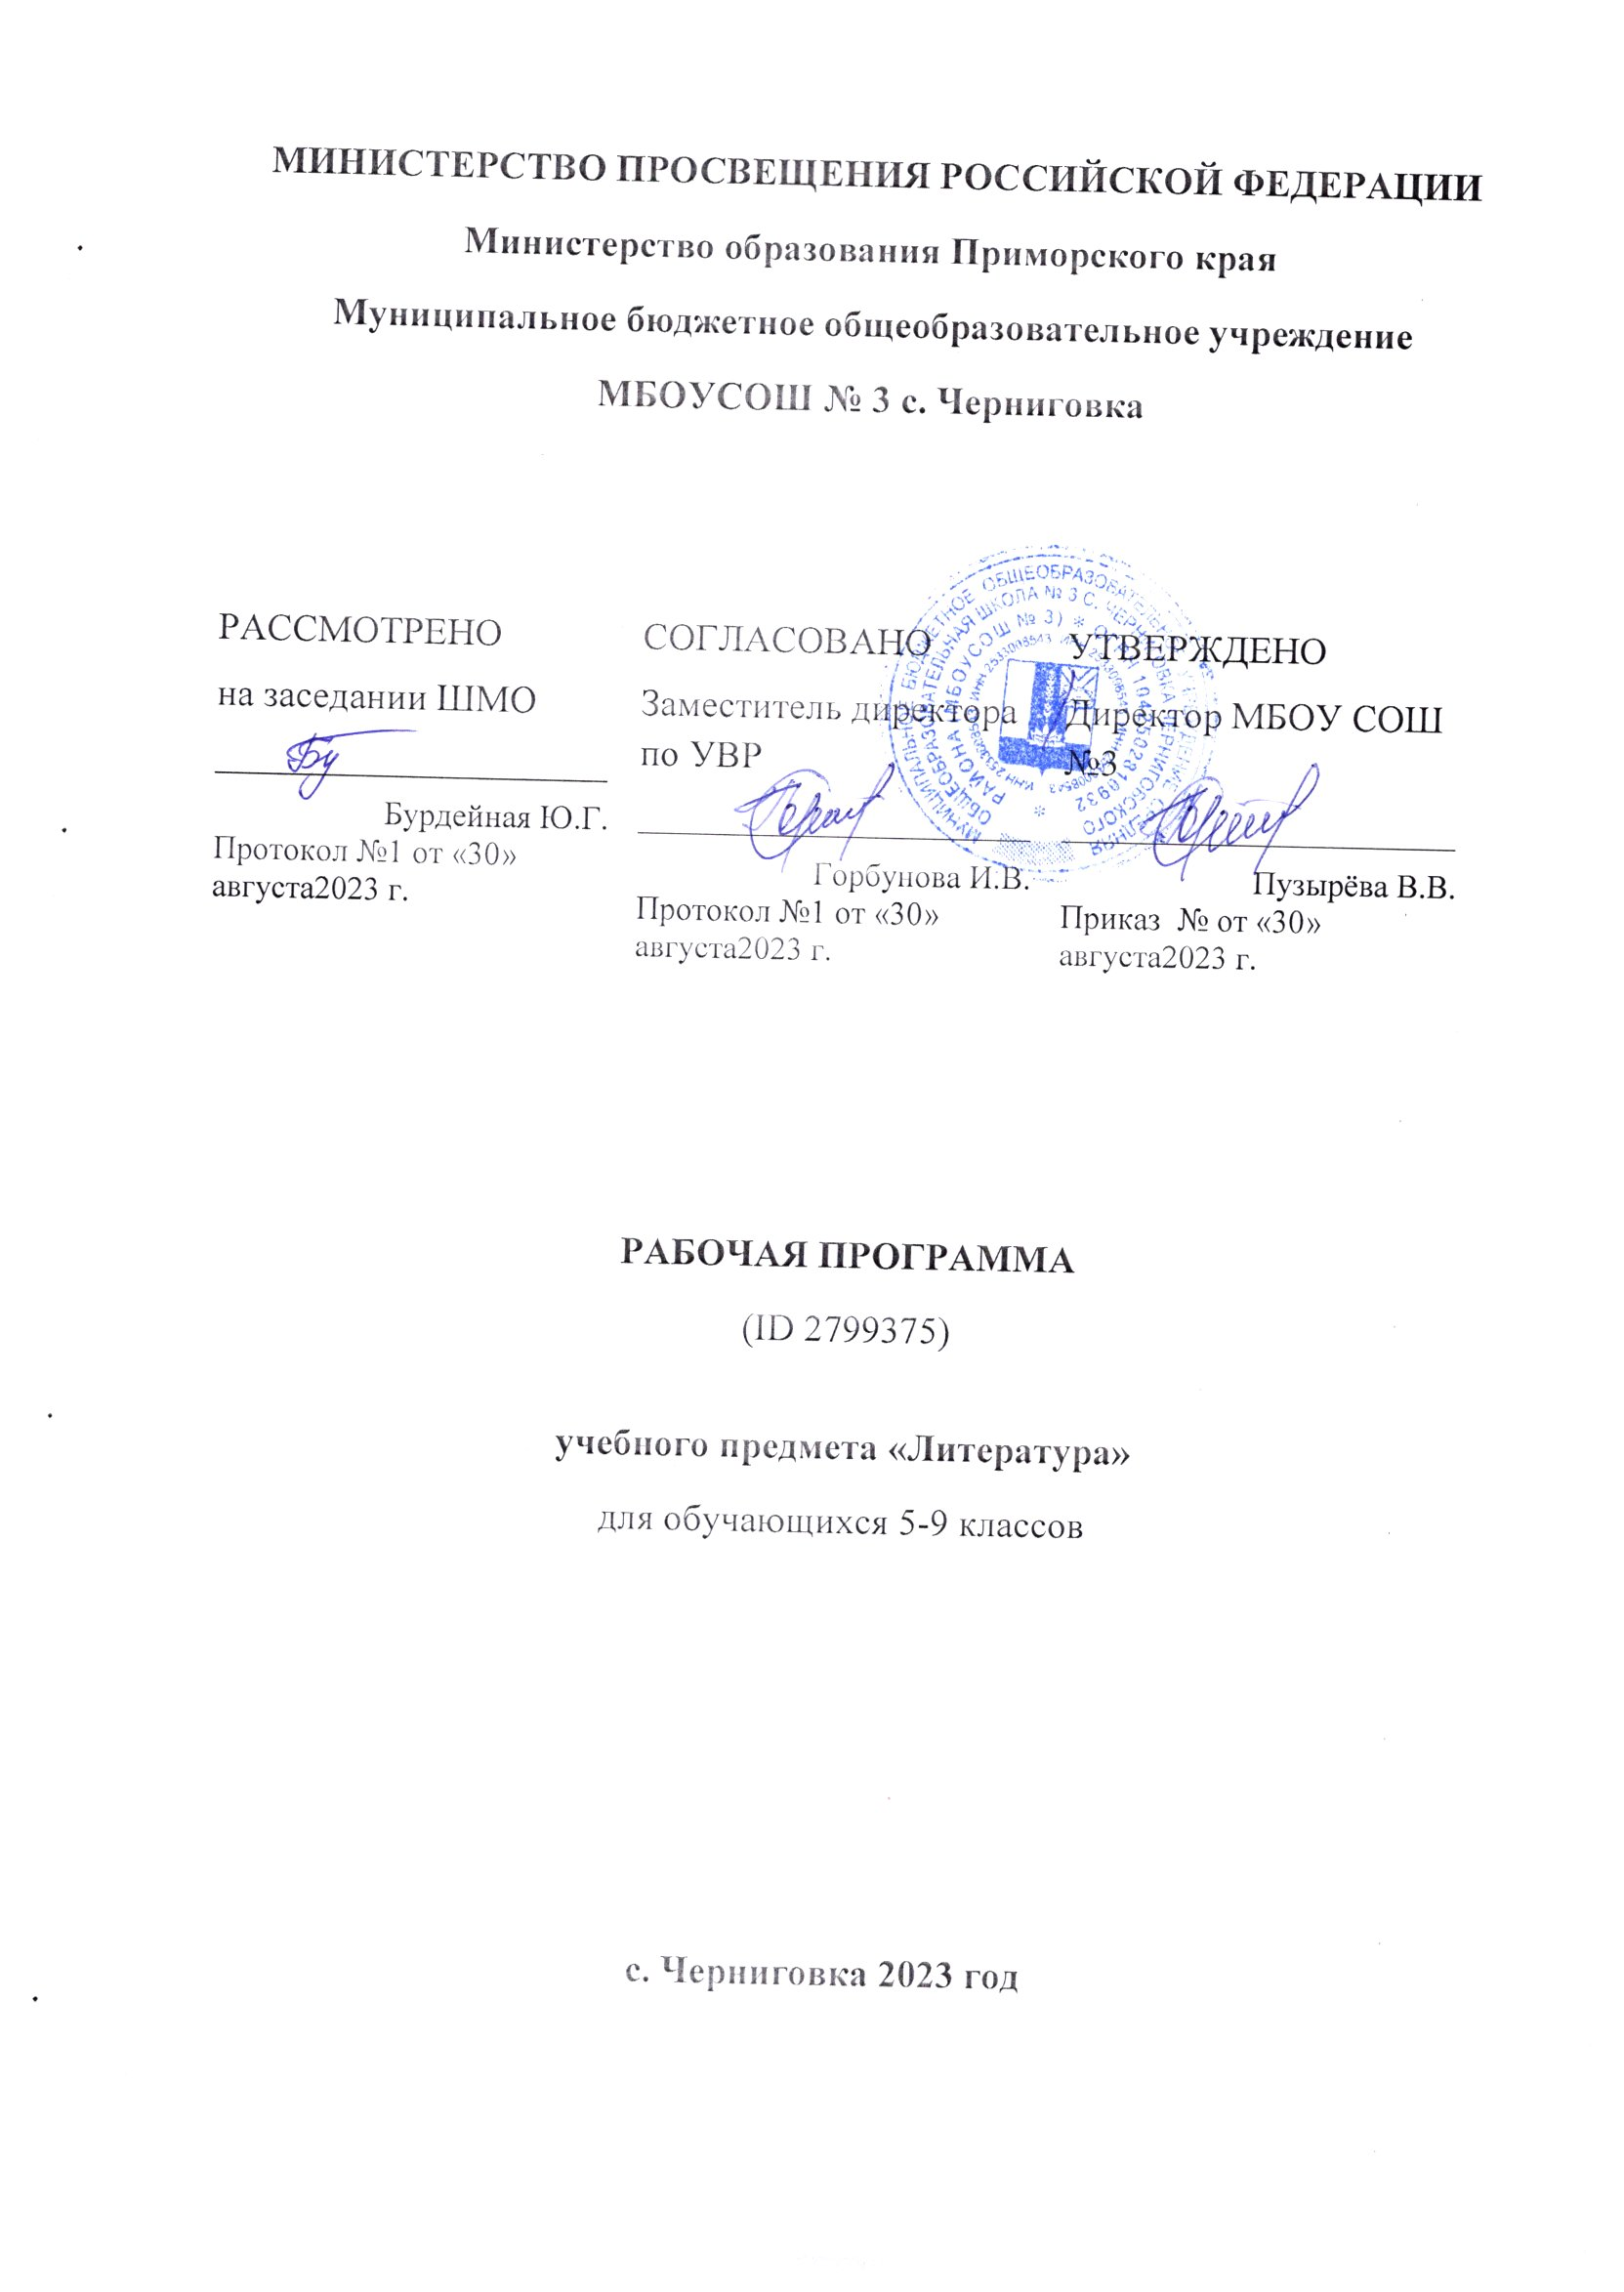 МИНИСТЕРСТВО ПРОСВЕЩЕНИЯ РОССИЙСКОЙ ФЕДЕРАЦИИ
Министерство образования Приморского края
Муниципальное бюджетное общеобразовательное учреждение
МБОУСОШ № 3 с. Черниговка
РАССМОТРЕНО
на заседании ШМО
Бурдейная Ю.Г.
Протокол №1 от «30»
августа2023 г.
СОГЛАСОВАНО
Заместитель директора
по УВР
Горбунова И.В.
Протокол №1 от «30»
августа2023 г.
УТВЕРЖДЕНО
Директор МБОУ СОШ
№3
Пузырёва В.В.
Приказ № от «30»
августа2023 г.
РАБОЧАЯ ПРОГРАММА
(ID 2799375)
учебного предмета «Литература»
для обучающихся 5-9 классов
с. Черниговка 2023 год